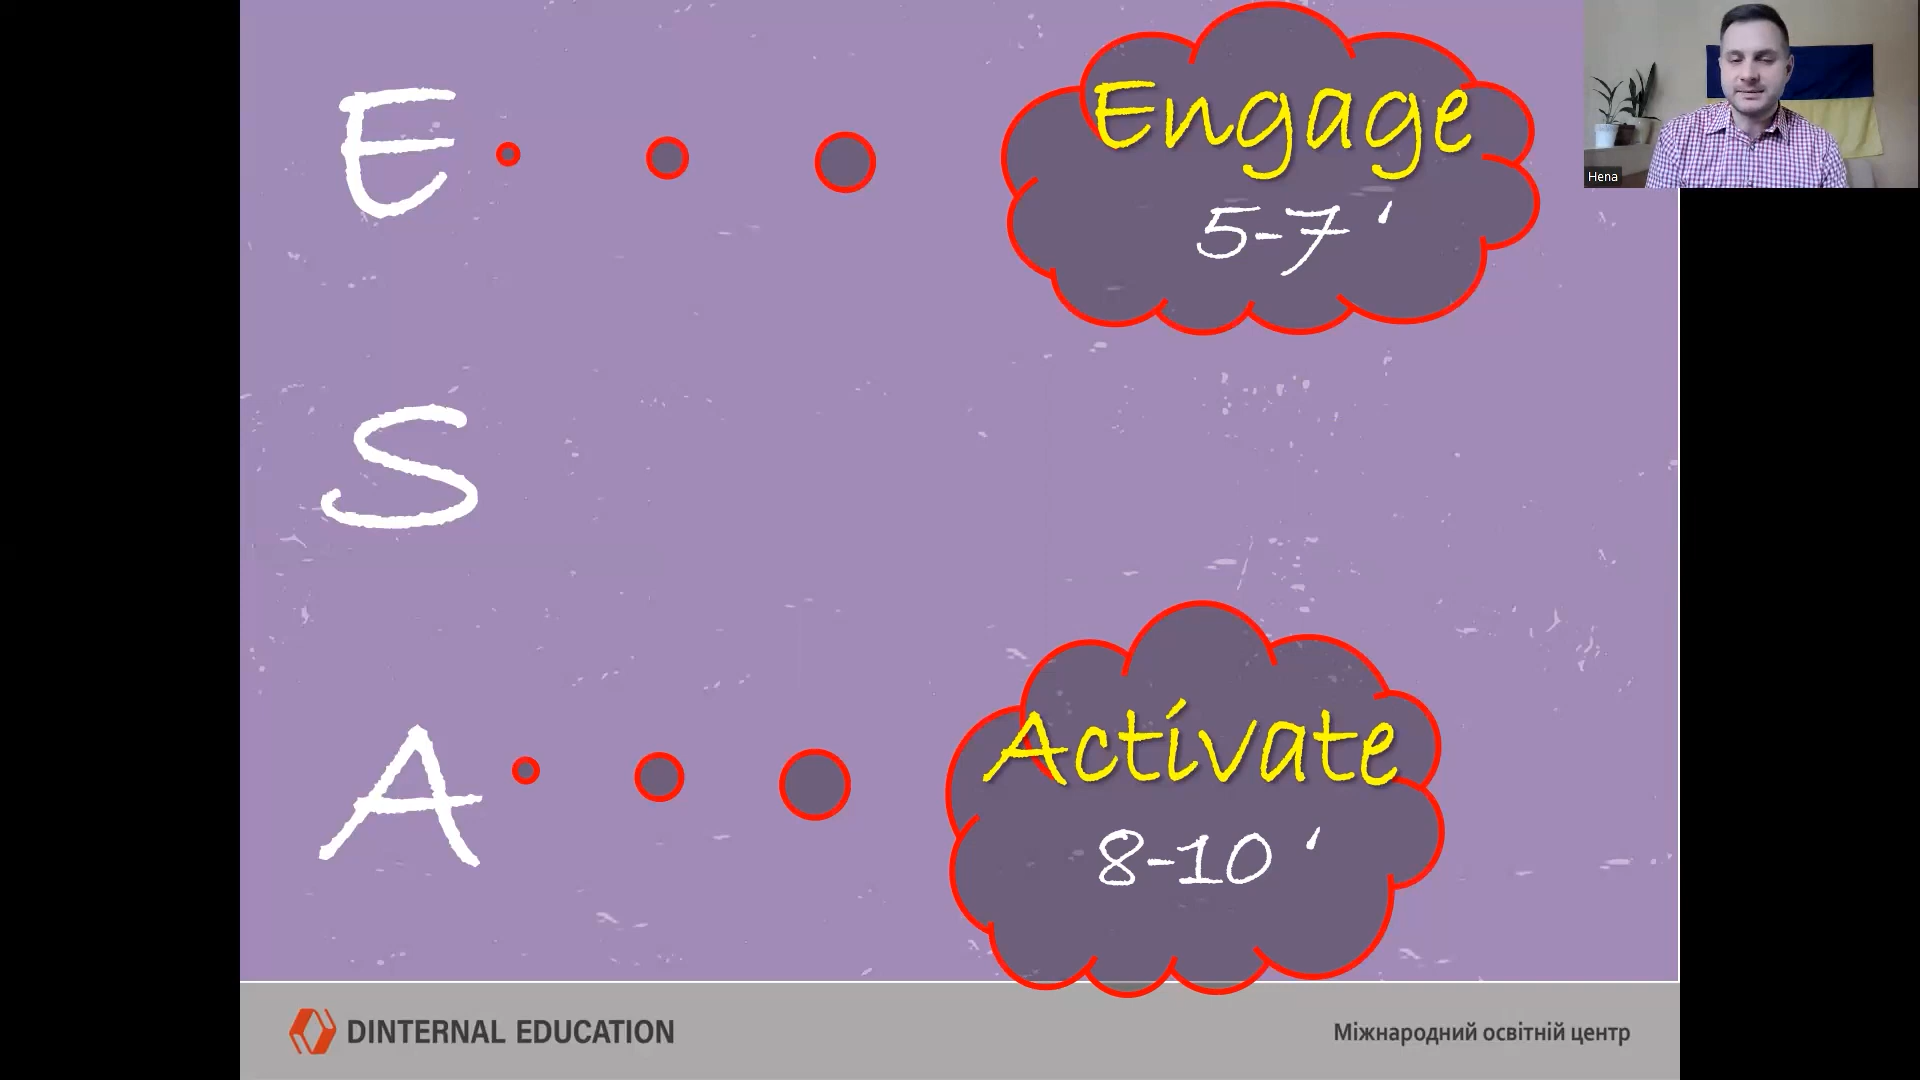 E
Engage
5-7 '
S
A
Activate
8-10 '
Hena
DINTERNAL EDUCATION
Міжнародний освітній центр